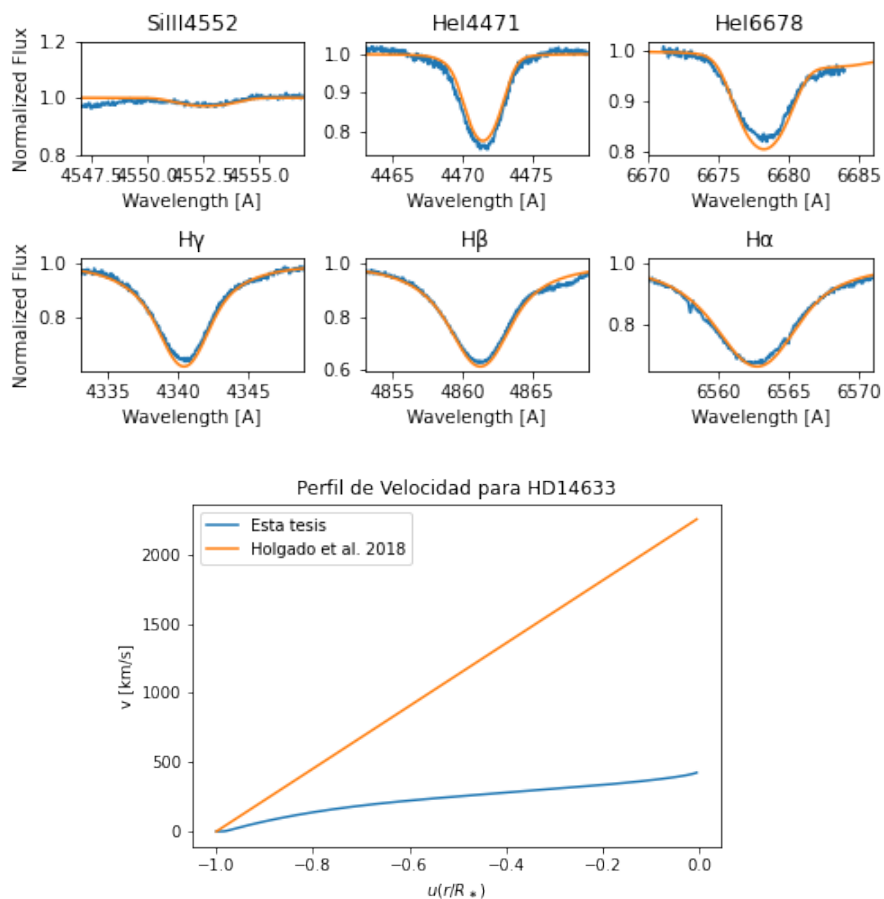 SiIII4552 HeI4471 HeI6678
Normalized Flux
1.2
1.0
0.8
4547.5 4550.0 4552.5 4555.0
Wavelength [A]
1.0
0.9
0.8
4465 4470 4475
Wavelength [A]
1.0
0.9
0.8
6670 6675 6680 6685
Wavelength [A]
Hγ Hβ Hα
Normalized Flux
1.0
0.8
4335 4340 4345
Wavelength [A]
1.0
0.8
0.6
4855 4860 4865
Wavelength [A]
1.0
0.8
6560 6565 6570
Wavelength [A]
Perfil de Velocidad para HD14633
Esta tesis
Holgado et al. 2018
v [km/s]
2000
1500
1000
500
0
−1.0 −0.8 −0.6 −0.4 −0.2 0.0
u(r/R*)